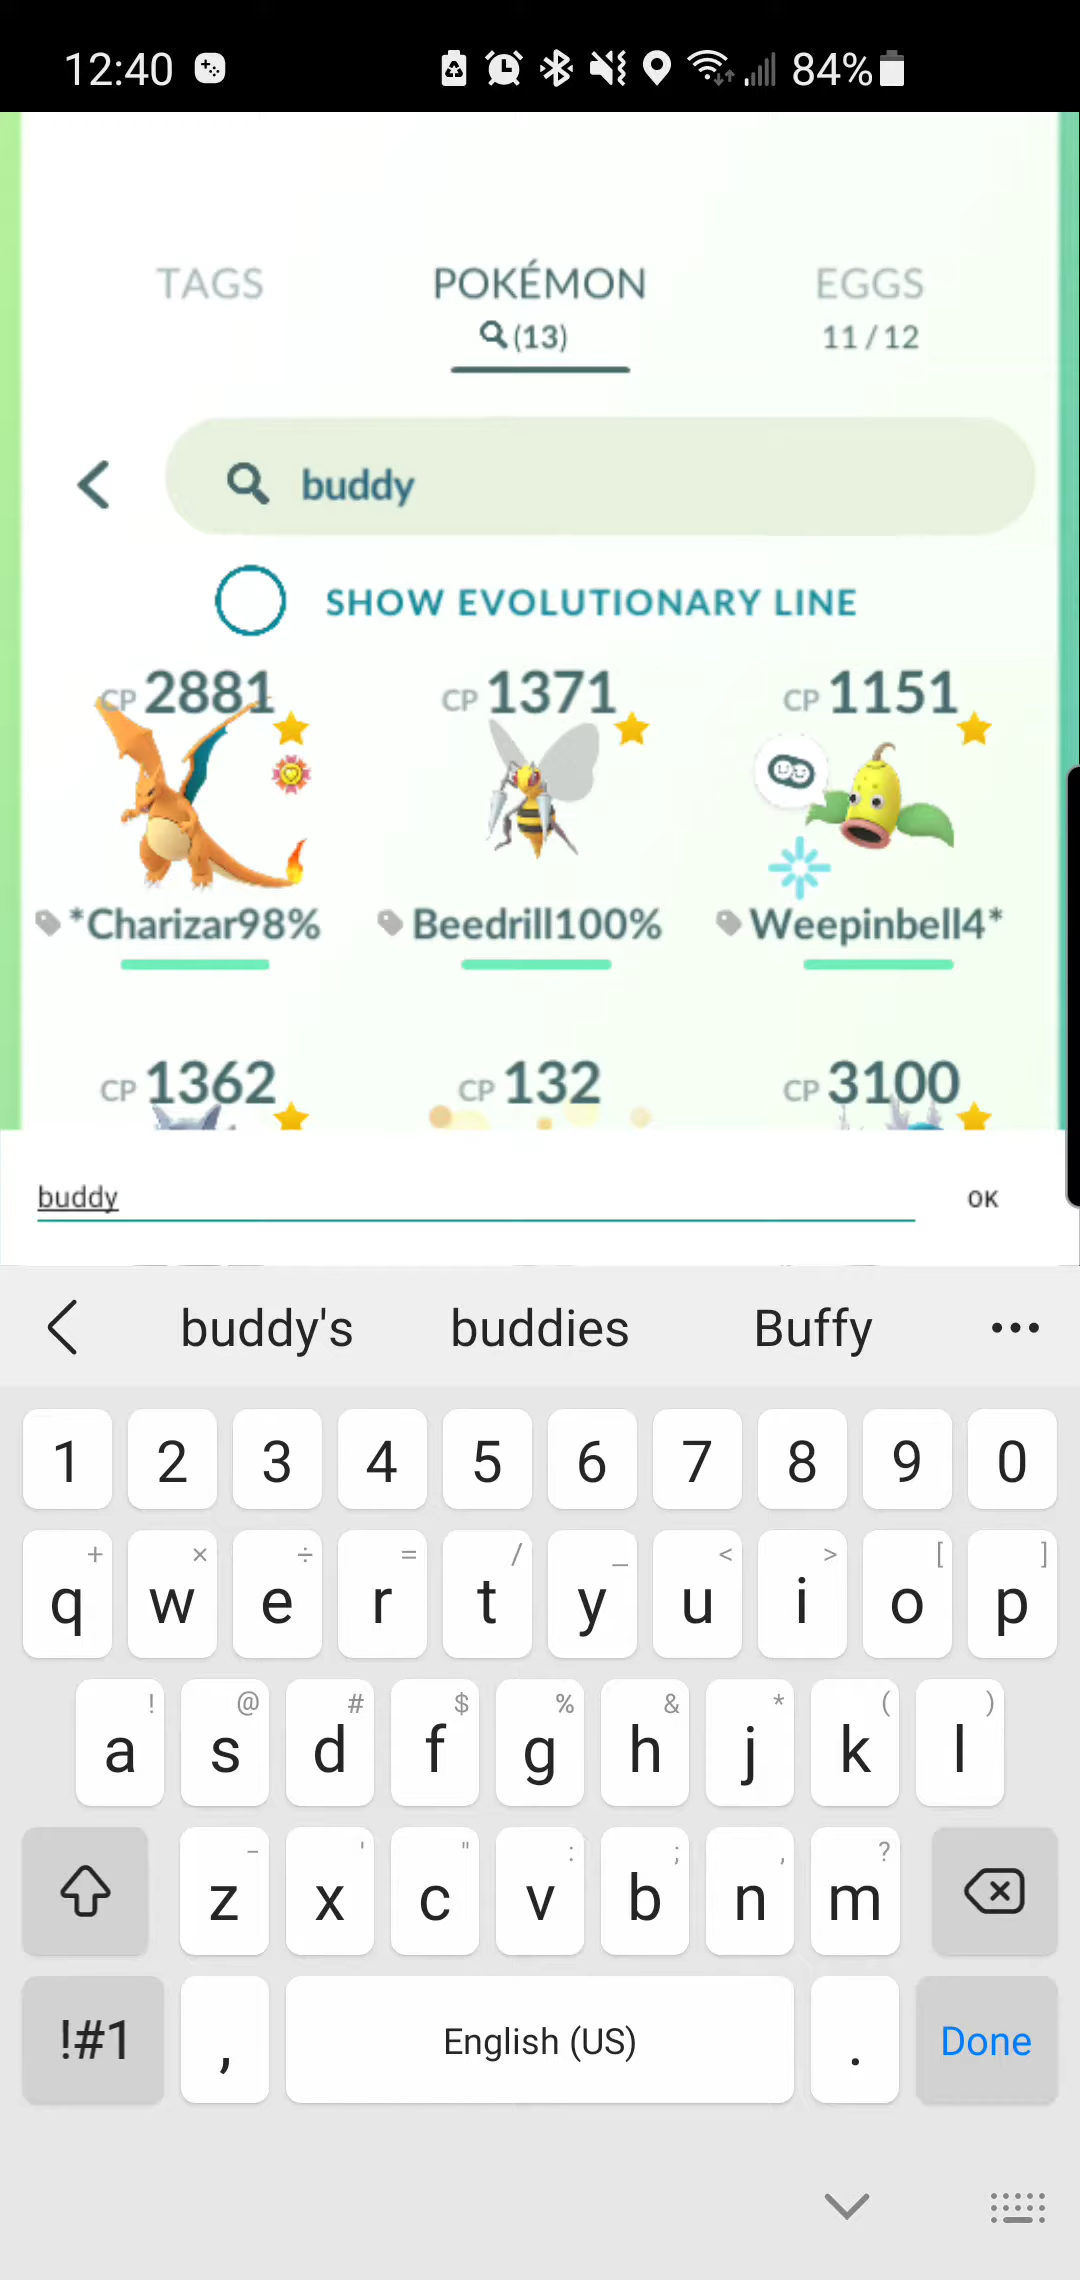 12:40 84%
TAGS POKÉMON EGGS
(13) 11 / 12
buddy
SHOW EVOLUTIONARY LINE
CP 2881 CP 1371 CP 1151
*Charizar98% Beedrill100% Weepinbell4*
CP 1362 CP 132 CP 3100
buddy OK
buddy's buddies Buffy
1 2 3 4 5 6 7 8 9 0
+ × ÷ = / _ < > [ ]
q w e r t y u i o p
! @ # $ % & * ( )
a s d f g h j k l
- ' " : ; , ?
z x c v b n m
!#1 , English (US) . Done